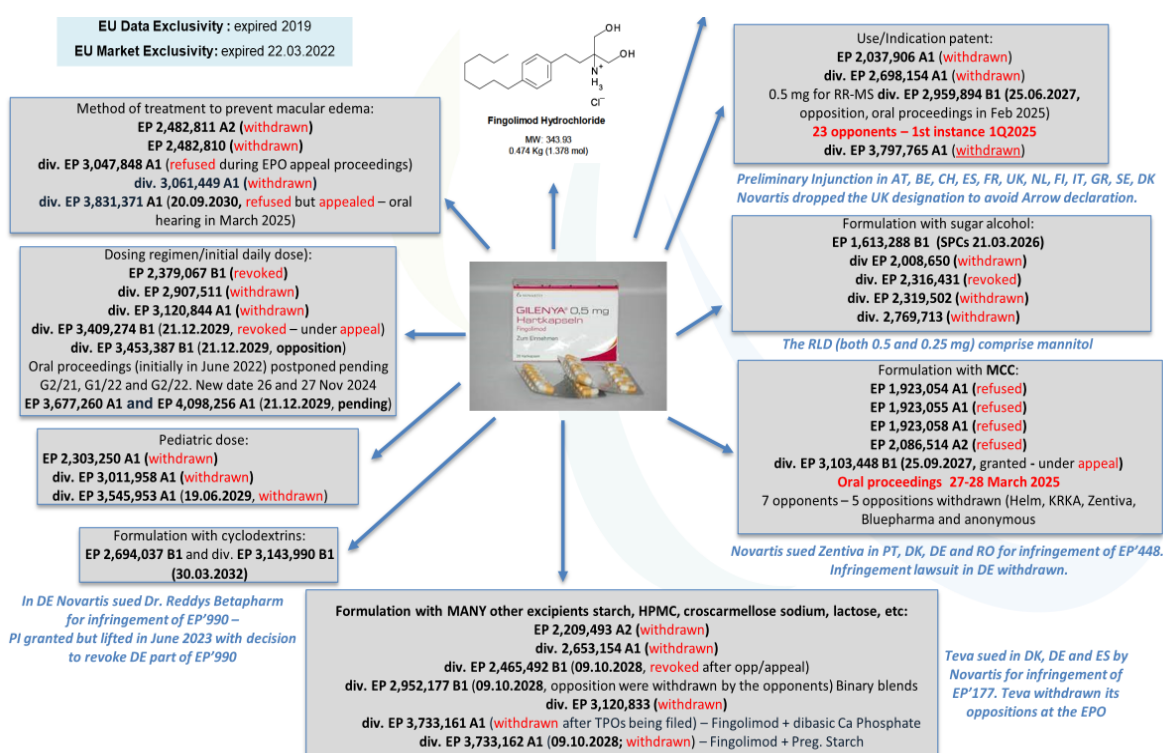 EU Data Exclusivity : expired 2019
EU Market Exclusivity: expired 22.03.2022
OH
OH
N⁺
H₃
Cl⁻
Fingolimod Hydrochloride
MW: 343.93
0.474 Kg (1.378 mol)
Use/Indication patent:
EP 2,037,906 A1 (withdrawn)
div. EP 2,698,154 A1 (withdrawn)
0.5 mg for RR-MS div. EP 2,959,894 B1 (25.06.2027,
opposition, oral proceedings in Feb 2025)
23 opponents – 1st instance 1Q2025
div. EP 3,797,765 A1 (withdrawn)
Preliminary Injunction in AT, BE, CH, ES, FR, UK, NL, FI, IT, GR, SE, DK
Novartis dropped the UK designation to avoid Arrow declaration.
Method of treatment to prevent macular edema:
EP 2,482,811 A2 (withdrawn)
EP 2,482,810 (withdrawn)
div. EP 3,047,848 A1 (refused during EPO appeal proceedings)
div. 3,061,449 A1 (withdrawn)
div. EP 3,831,371 A1 (20.09.2030, refused but appealed – oral
hearing in March 2025)
Formulation with sugar alcohol:
EP 1,613,288 B1 (SPCs 21.03.2026)
div EP 2,008,650 (withdrawn)
div. EP 2,316,431 (revoked)
div. EP 2,319,502 (withdrawn)
div. 2,769,713 (withdrawn)
The RLD (both 0.5 and 0.25 mg) comprise mannitol
Dosing regimen/initial daily dose):
EP 2,379,067 B1 (revoked)
div. EP 2,907,511 (withdrawn)
div. EP 3,120,844 A1 (withdrawn)
div. EP 3,409,274 B1 (21.12.2029, revoked – under appeal)
div. EP 3,453,387 B1 (21.12.2029, opposition)
Oral proceedings (initially in June 2022) postponed pending
G2/21, G1/22 and G2/22. New date 26 and 27 Nov 2024
EP 3,677,260 A1 and EP 4,098,256 A1 (21.12.2029, pending)
GILENYA® 0,5 mg
Hartkapseln
Fingolimod
Zum Einnehmen
Formulation with MCC:
EP 1,923,054 A1 (refused)
EP 1,923,055 A1 (refused)
EP 1,923,058 A1 (refused)
EP 2,086,514 A2 (refused)
div. EP 3,103,448 B1 (25.09.2027, granted - under appeal)
Oral proceedings 27-28 March 2025
7 opponents – 5 oppositions withdrawn (Helm, KRKA, Zentiva,
Bluepharma and anonymous
Novartis sued Zentiva in PT, DK, DE and RO for infringement of EP'448.
Infringement lawsuit in DE withdrawn.
Pediatric dose:
EP 2,303,250 A1 (withdrawn)
div. EP 3,011,958 A1 (withdrawn)
div. EP 3,545,953 A1 (19.06.2029, withdrawn)
Formulation with cyclodextrins:
EP 2,694,037 B1 and div. EP 3,143,990 B1
(30.03.2032)
In DE Novartis sued Dr. Reddys Betapharm
for infringement of EP'990 –
PI granted but lifted in June 2023 with decision
to revoke DE part of EP'990
Formulation with MANY other excipients starch, HPMC, croscarmellose sodium, lactose, etc:
EP 2,209,493 A2 (withdrawn)
div. 2,653,154 A1 (withdrawn)
div. EP 2,465,492 B1 (09.10.2028, revoked after opp/appeal)
div. EP 2,952,177 B1 (09.10.2028, opposition were withdrawn by the opponents) Binary blends
div. EP 3,120,833 (withdrawn)
div. EP 3,733,161 A1 (withdrawn after TPOs being filed) – Fingolimod + dibasic Ca Phosphate
div. EP 3,733,162 A1 (09.10.2028; withdrawn) – Fingolimod + Preg. Starch
Teva sued in DK, DE and ES by
Novartis for infringement of
EP'177. Teva withdrawn its
oppositions at the EPO